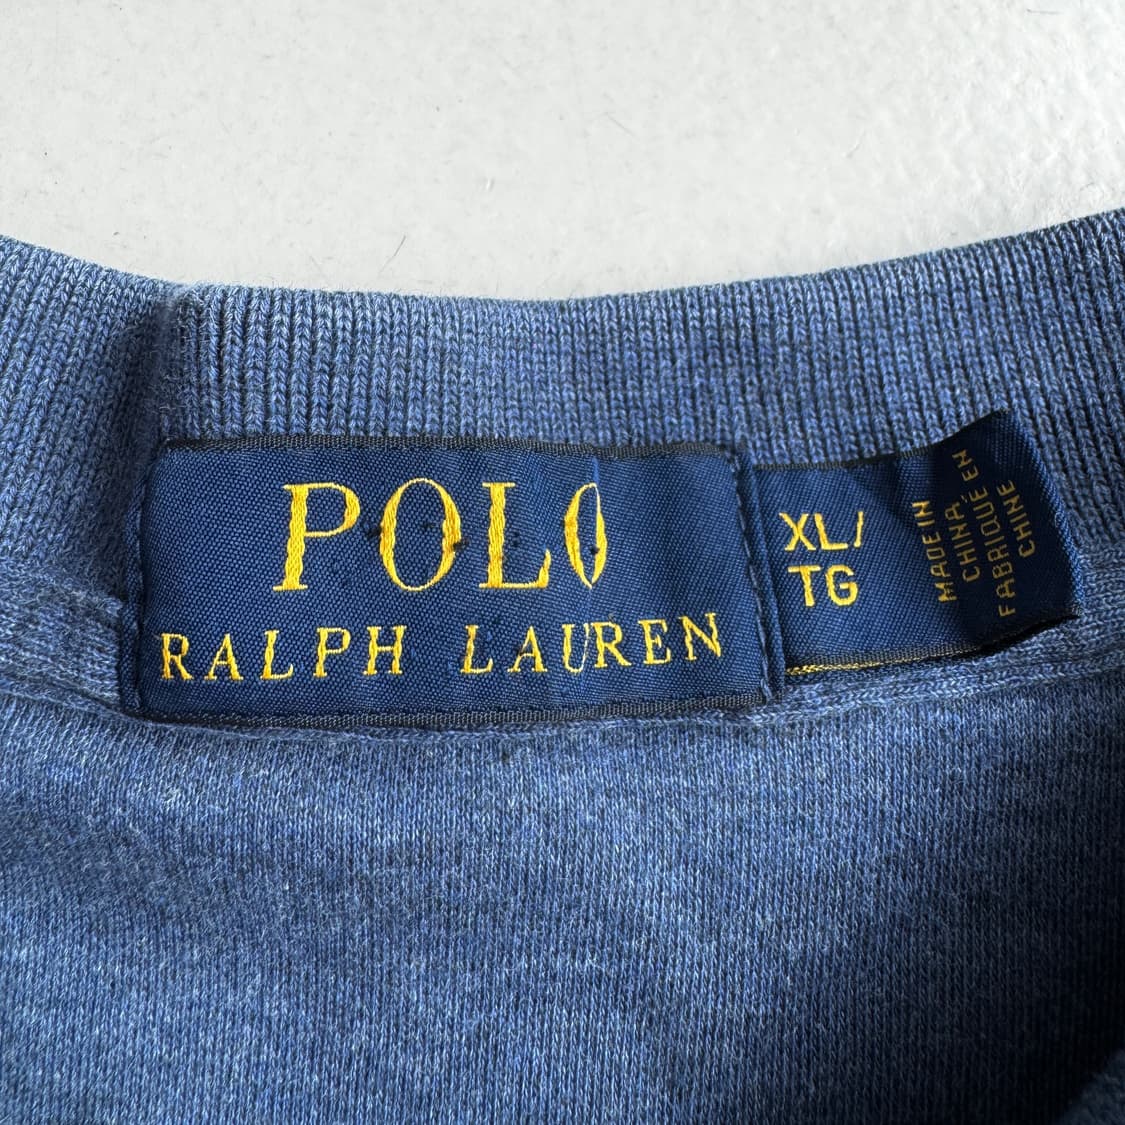 POLO
RALPH LAUREN
XL/
TG
MADE IN
CHINA
FABRIQUÉ EN
CHINE